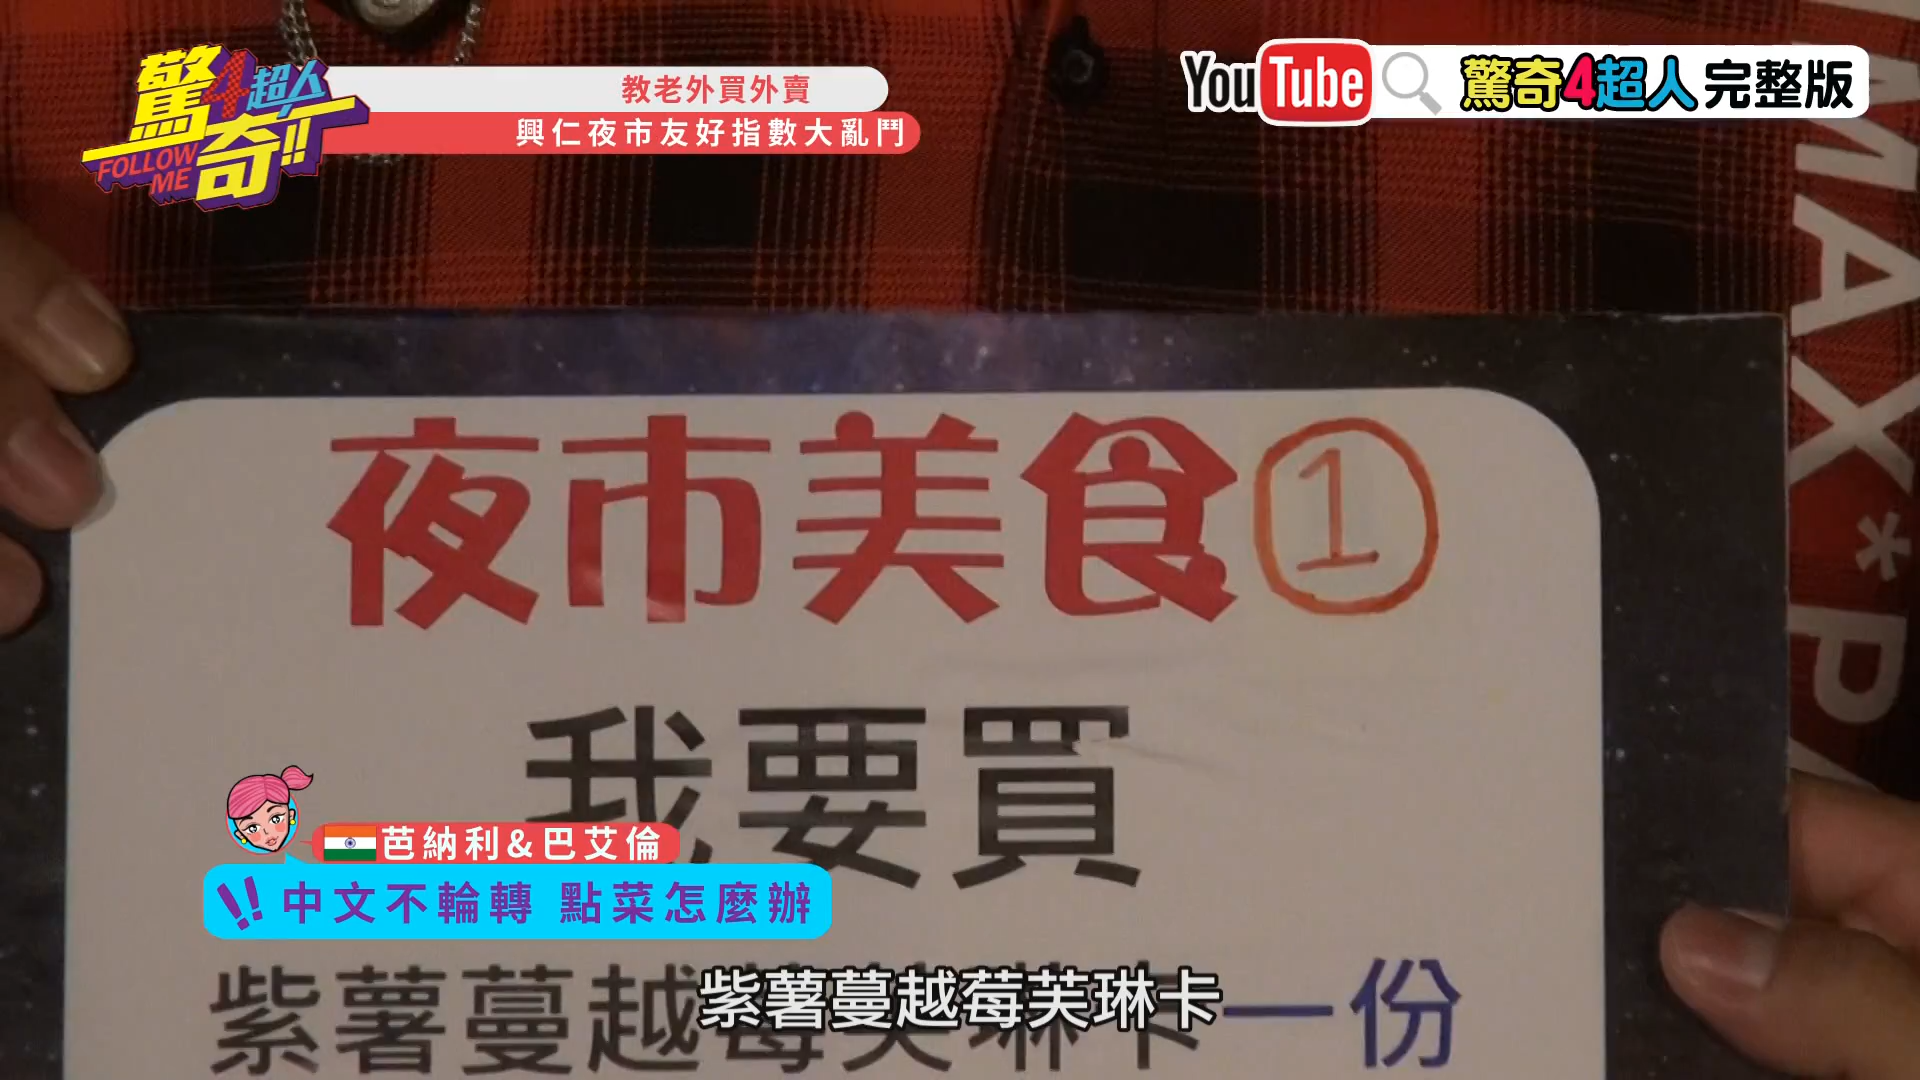 驚奇4超人!!
FOLLOW ME
教老外買外賣
興仁夜市友好指數大亂鬥
YouTube 驚奇4超人 完整版
MAX*P
夜市美食①
我要買
芭納利&巴艾倫
!! 中文不輪轉 點菜怎麼辦
紫薯蔓越莓芙琳卡一份
紫薯蔓越莓芙琳卡